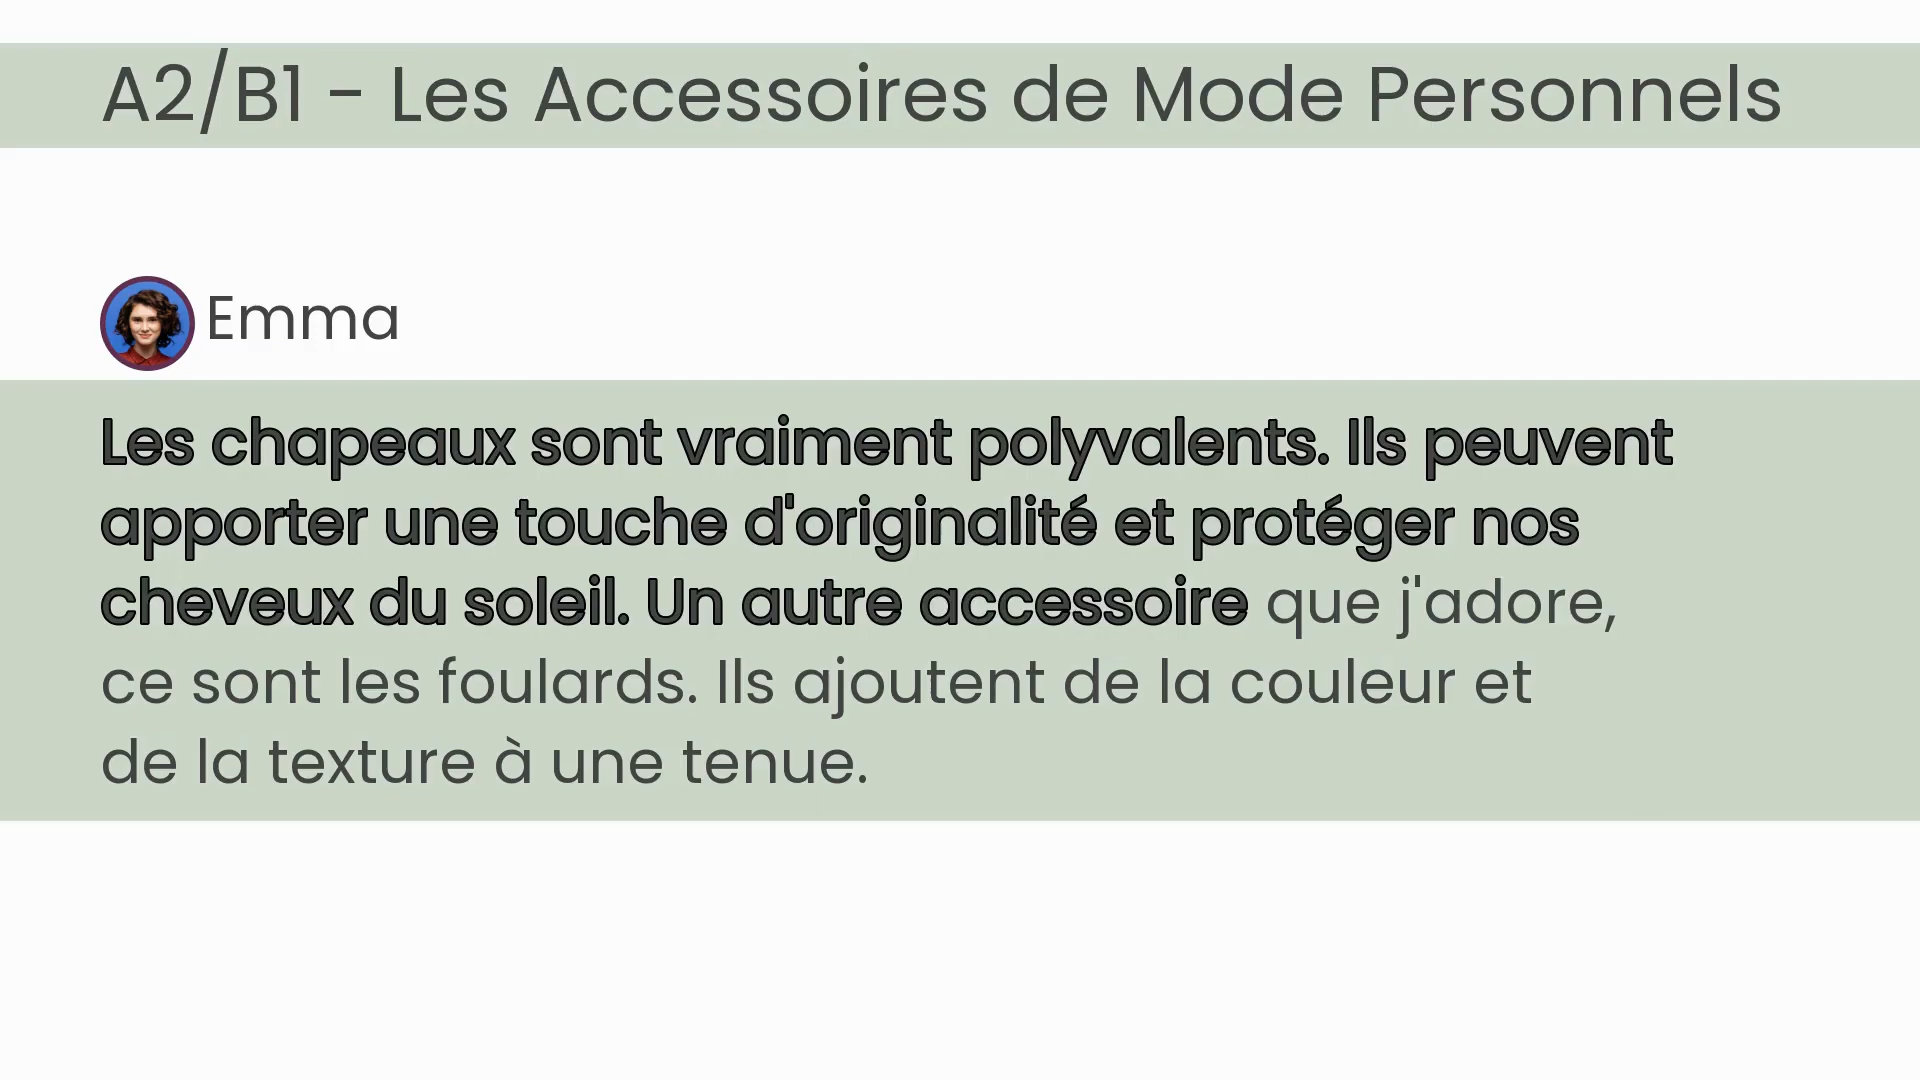 A2/B1 - Les Accessoires de Mode Personnels
Emma
Les chapeaux sont vraiment polyvalents. Ils peuvent
apporter une touche d'originalité et protéger nos
cheveux du soleil. Un autre accessoire que j'adore,
ce sont les foulards. Ils ajoutent de la couleur et
de la texture à une tenue.